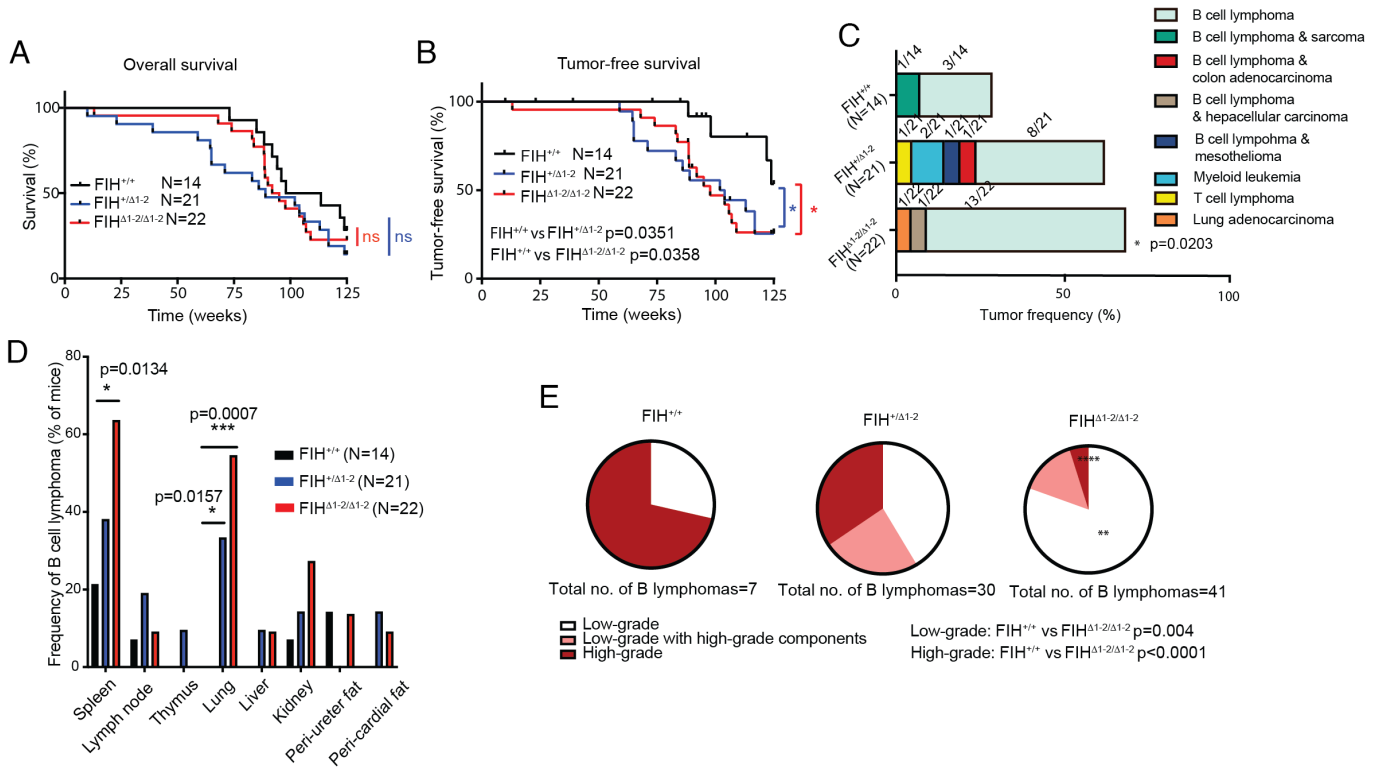 A
Overall survival
Survival (%)
100
50
0
FIH+/+ N=14
FIH+/Δ1-2 N=21
FIHΔ1-2/Δ1-2 N=22
ns
ns
0 25 50 75 100 125
Time (weeks)
B
Tumor-free survival
Tumor-free survival (%)
100
50
0
FIH+/+ N=14
FIH+/Δ1-2 N=21
FIHΔ1-2/Δ1-2 N=22
* *
FIH+/+ vs FIH+/Δ1-2 p=0.0351
FIH+/+ vs FIHΔ1-2/Δ1-2 p=0.0358
0 25 50 75 100 125
Time (weeks)
C
1/14 3/14
FIH+/+
(N=14)
1/21 2/21 1/21 1/21 8/21
FIH+/Δ1-2
(N=21)
1/22 1/22 13/22
FIHΔ1-2/Δ1-2
(N=22)
* p=0.0203
0 50 100
Tumor frequency (%)
B cell lymphoma
B cell lymphoma & sarcoma
B cell lymphoma &
colon adenocarcinoma
B cell lymphoma
& hepacellular carcinoma
B cell lympohma &
mesothelioma
Myeloid leukemia
T cell lymphoma
Lung adenocarcinoma
D
Frequency of B cell lymphoma (% of mice)
80
60
40
20
0
p=0.0134
*
p=0.0007
***
p=0.0157
*
FIH+/+ (N=14)
FIH+/Δ1-2 (N=21)
FIHΔ1-2/Δ1-2 (N=22)
Spleen
Lymph node
Thymus
Lung
Liver
Kidney
Peri-ureter fat
Peri-cardial fat
E
FIH+/+
FIH+/Δ1-2
FIHΔ1-2/Δ1-2
****
**
Total no. of B lymphomas=7
Total no. of B lymphomas=30
Total no. of B lymphomas=41
Low-grade
Low-grade with high-grade components
High-grade
Low-grade: FIH+/+ vs FIHΔ1-2/Δ1-2 p=0.004
High-grade: FIH+/+ vs FIHΔ1-2/Δ1-2 p<0.0001